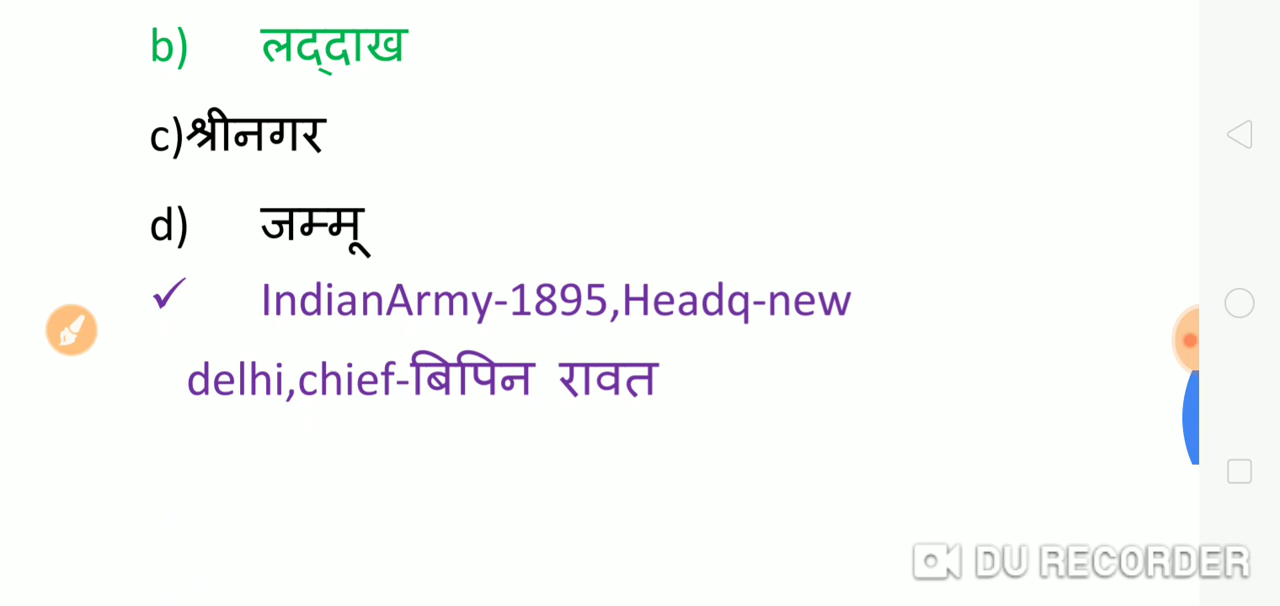 b) लद्दाख
c)श्रीनगर
d) जम्मू
✓ IndianArmy-1895,Headq-new
delhi,chief-बिपिन रावत
DU RECORDER